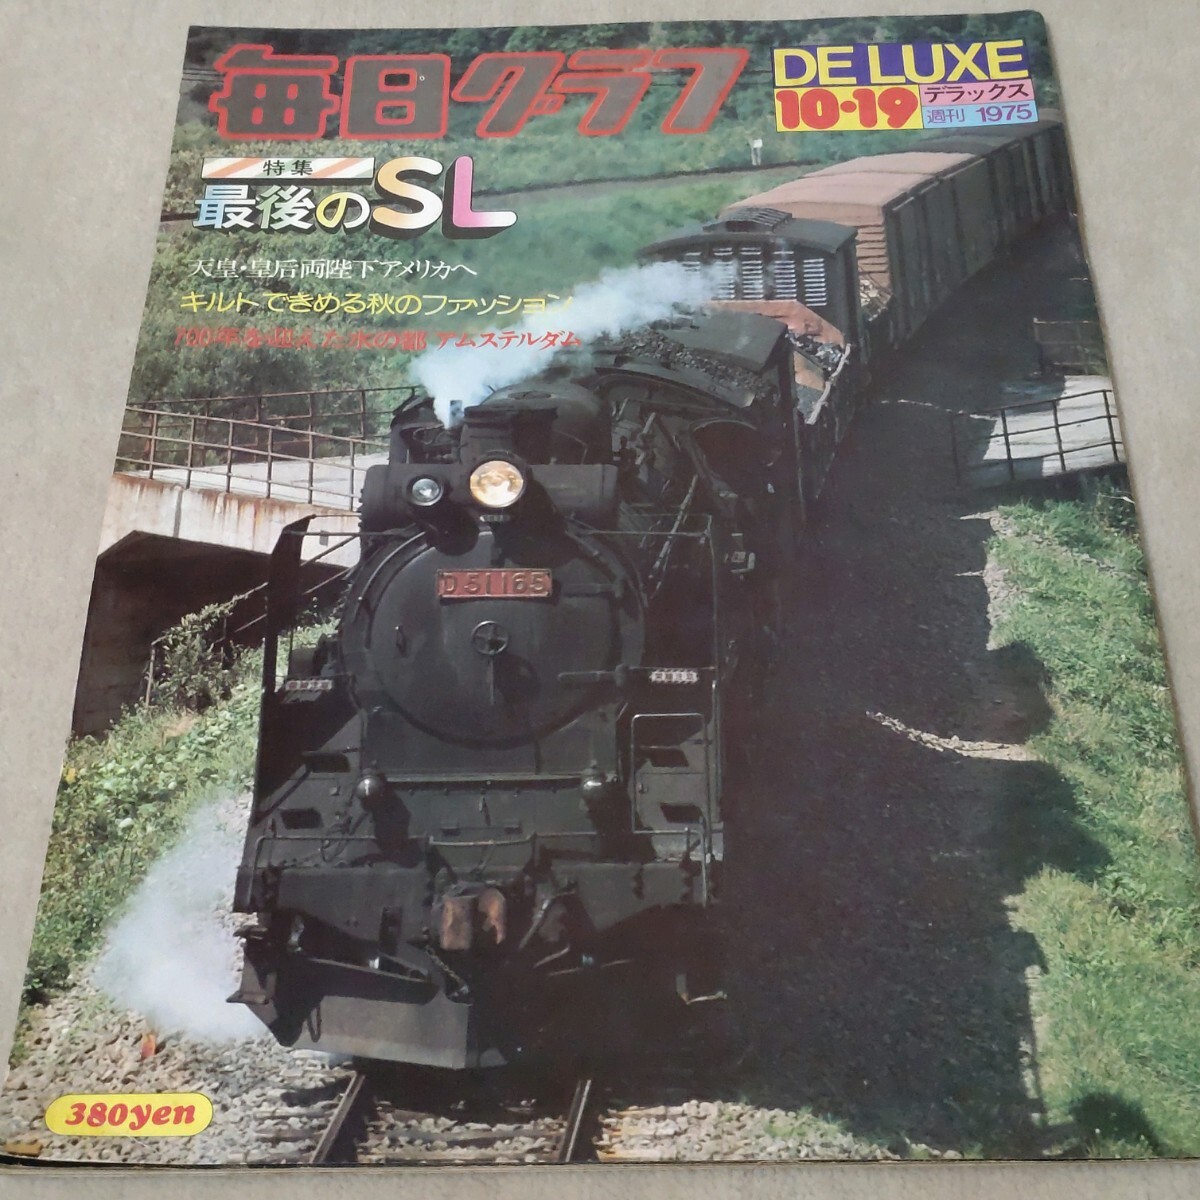 毎日グラフ
DE LUXE
10・19
デラックス
週刊 1975
特集
最後のSL
天皇・皇后両陛下アメリカへ
キルトできめる秋のファッション
700年を迎えた水の都 アムステルダム
D51165
380yen